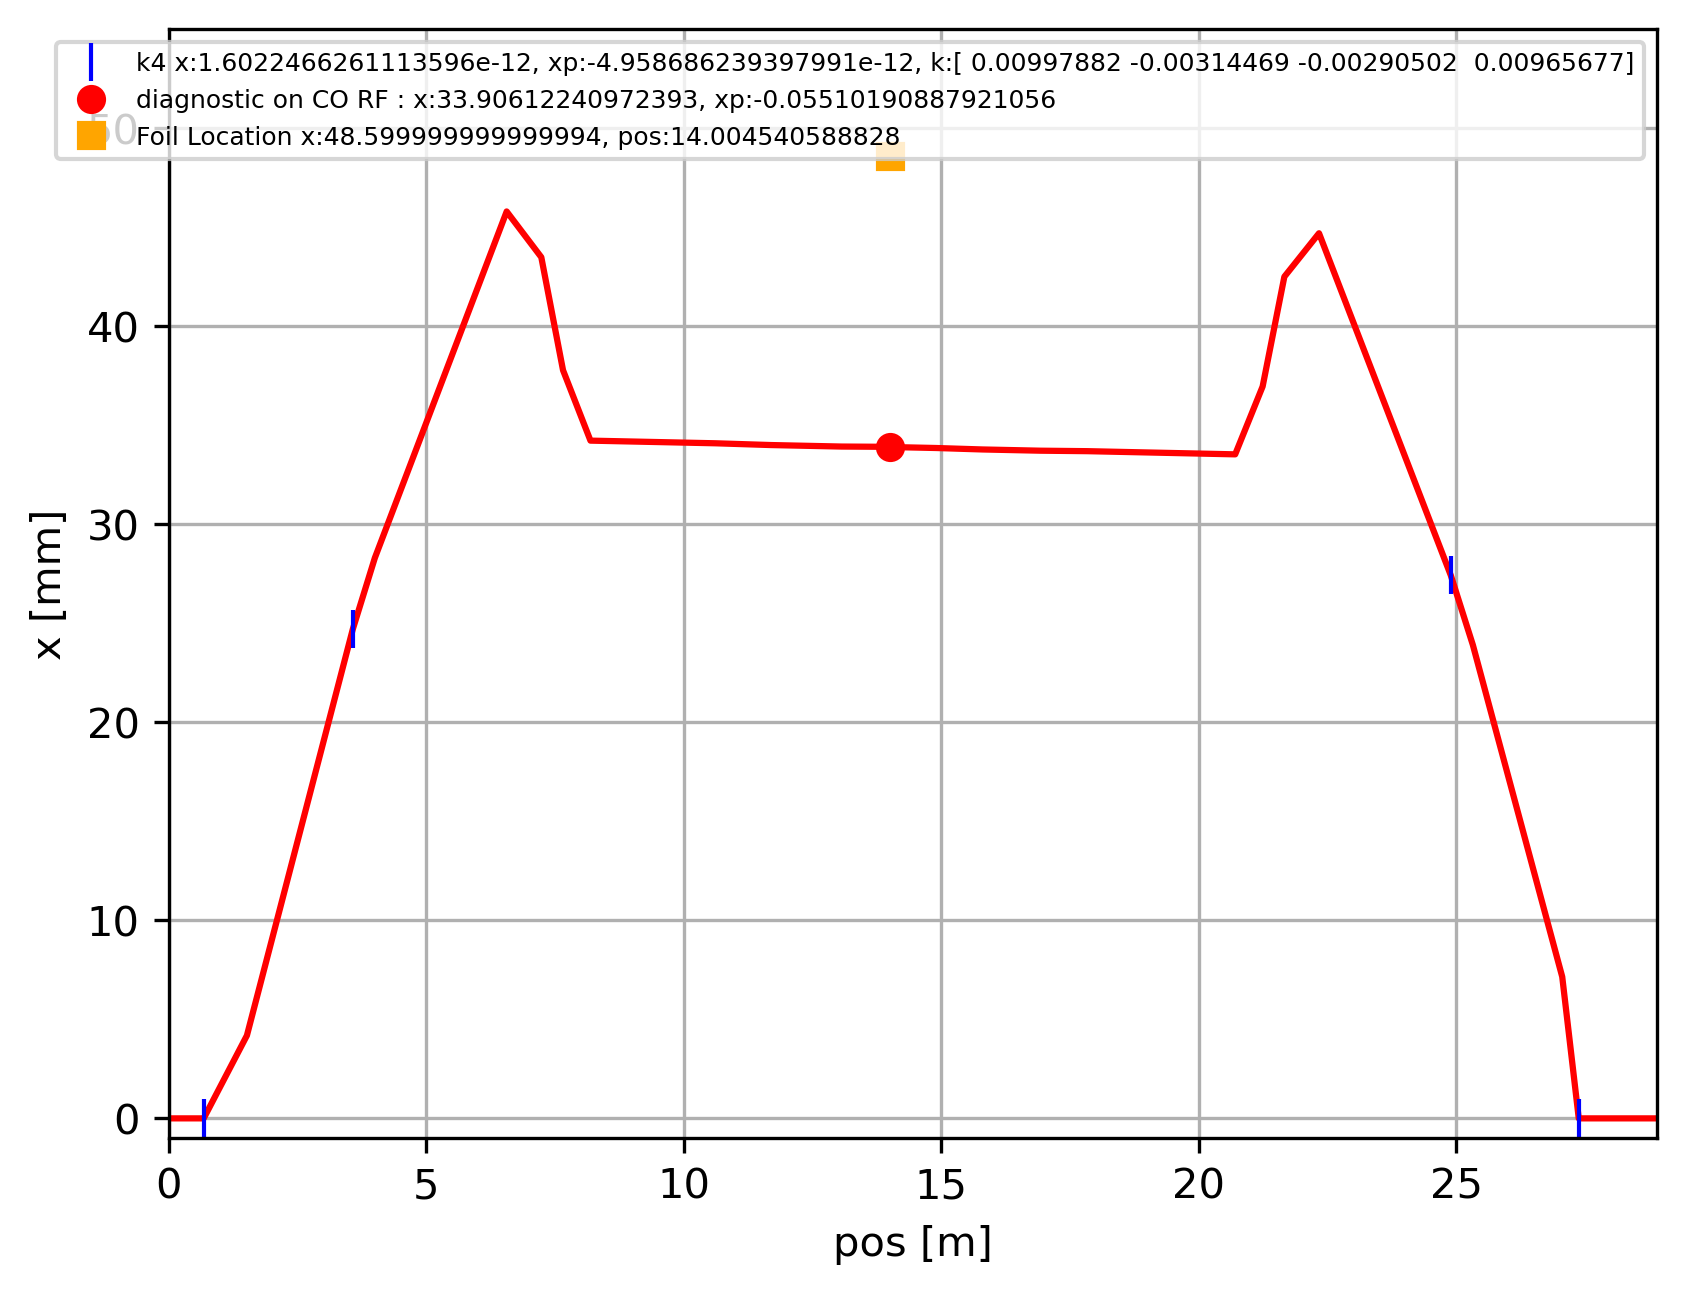 k4 x:1.6022466261113596e-12, xp:-4.958686239397991e-12, k:[ 0.00997882 -0.00314469 -0.00290502  0.00965677]
diagnostic on CO RF : x:33.90612240972393, xp:-0.05510190887921056
Foil Location x:48.599999999999994, pos:14.004540588828
50
40
30
20
10
0
x [mm]
0 5 10 15 20 25
pos [m]